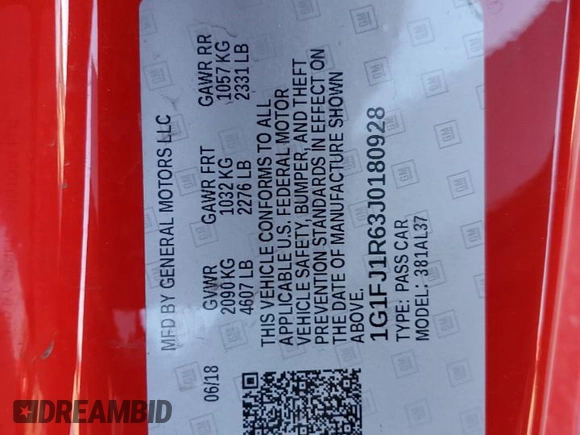 MFD BY GENERAL MOTORS LLC
06/18
GVWR GAWR FRT GAWR RR
2090 KG 1032 KG 1057 KG
4607 LB 2276 LB 2331 LB
THIS VEHICLE CONFORMS TO ALL
APPLICABLE U.S. FEDERAL MOTOR
VEHICLE SAFETY, BUMPER, AND THEFT
PREVENTION STANDARDS IN EFFECT ON
THE DATE OF MANUFACTURE SHOWN
ABOVE.
1G1FJ1R63J0180928
TYPE: PASS CAR
MODEL: 381AL37
GM
DREAMBID